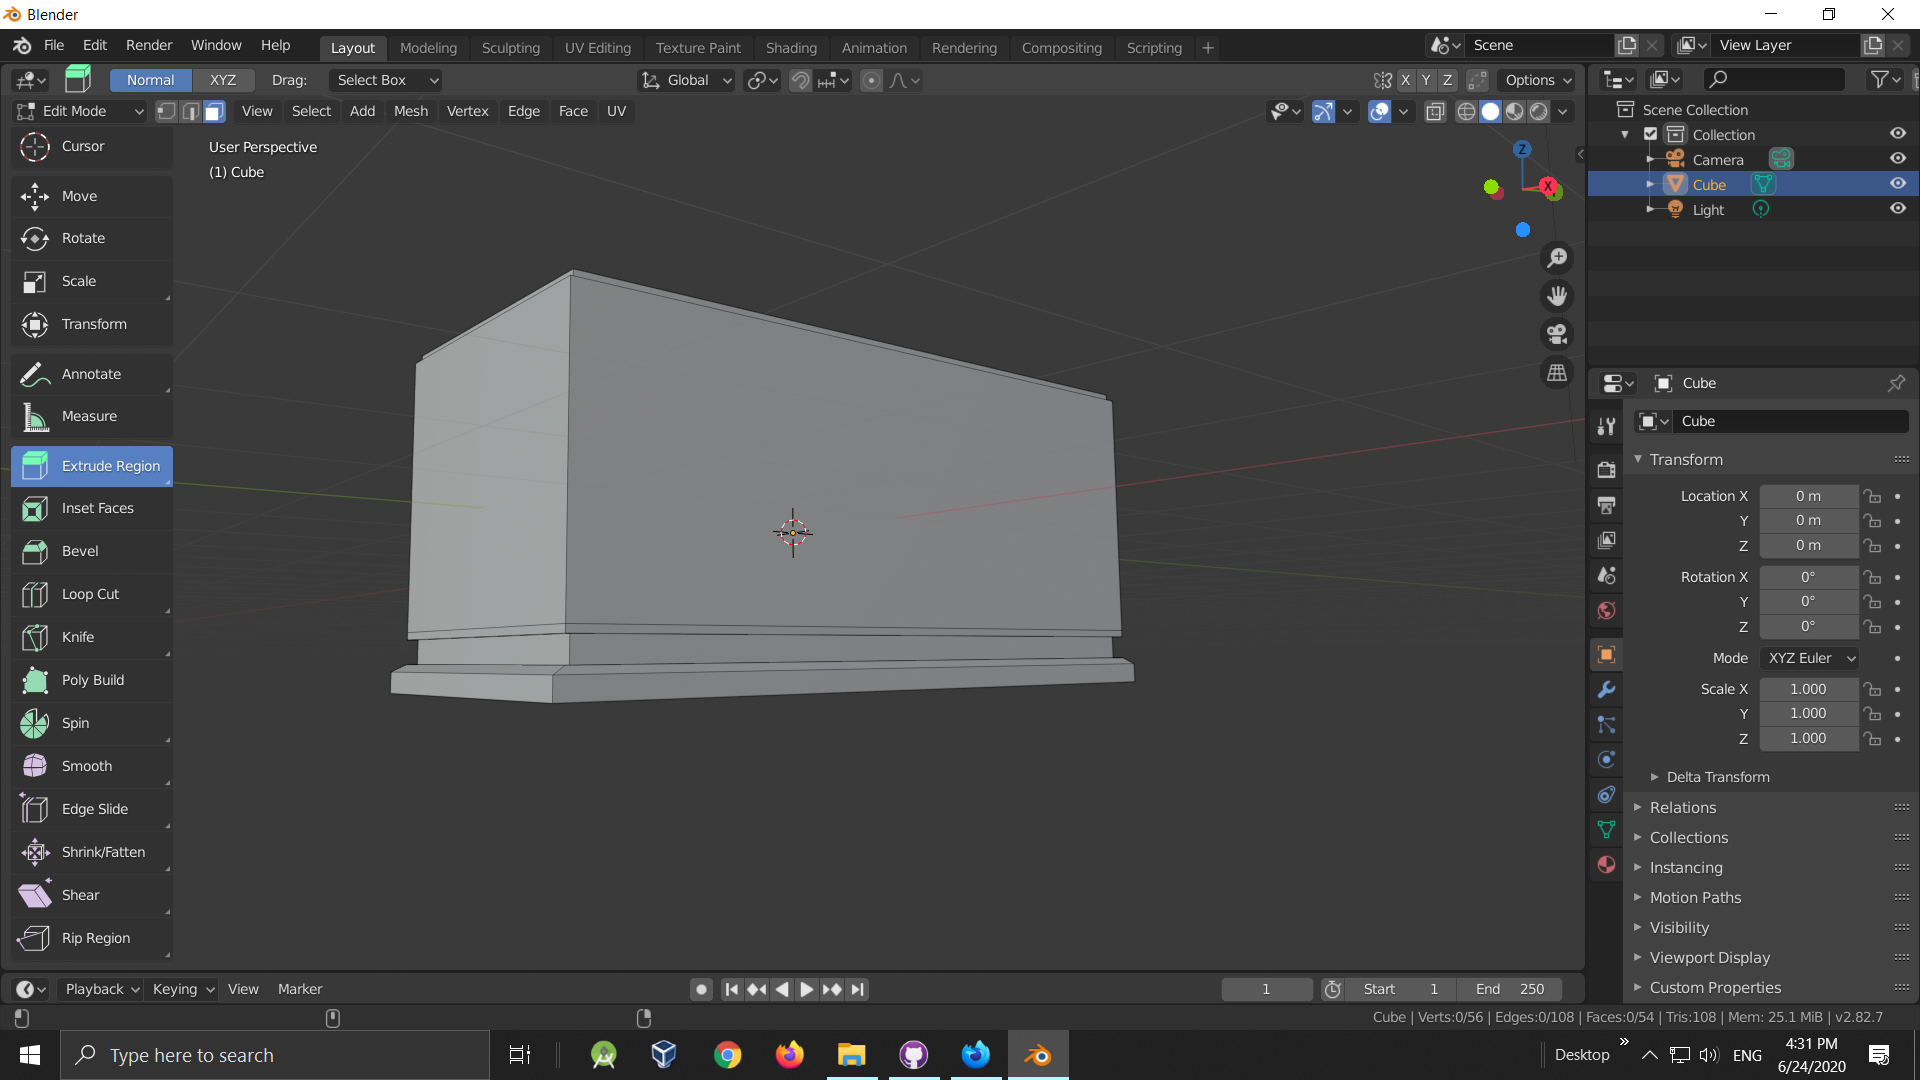 Blender
File Edit Render Window Help Layout Modeling Sculpting UV Editing Texture Paint Shading Animation Rendering Compositing Scripting + Scene View Layer
Normal XYZ Drag: Select Box Global X Y Z Options
Edit Mode View Select Add Mesh Vertex Edge Face UV
User Perspective
(1) Cube
Z
X
Cursor
Move
Rotate
Scale
Transform
Annotate
Measure
Extrude Region
Inset Faces
Bevel
Loop Cut
Knife
Poly Build
Spin
Smooth
Edge Slide
Shrink/Fatten
Shear
Rip Region
Scene Collection
Collection
Camera
Cube
Light
Cube
Cube
Transform
Location X 0 m
Y 0 m
Z 0 m
Rotation X 0°
Y 0°
Z 0°
Mode XYZ Euler
Scale X 1.000
Y 1.000
Z 1.000
Delta Transform
Relations
Collections
Instancing
Motion Paths
Visibility
Viewport Display
Custom Properties
Playback Keying View Marker 1 Start 1 End 250
Cube | Verts:0/56 | Edges:0/108 | Faces:0/54 | Tris:108 | Mem: 25.1 MiB | v2.82.7
Type here to search
Desktop » ENG
4:31 PM
6/24/2020